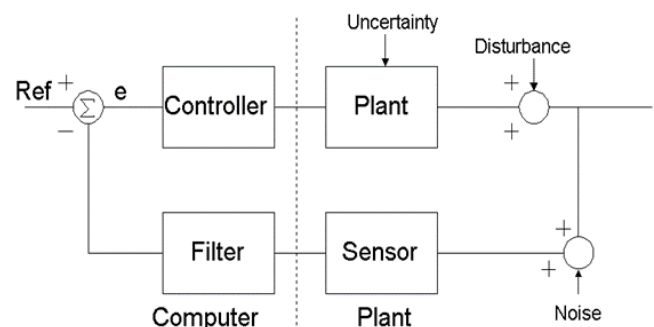 Uncertainty
Disturbance
Ref + Σ e
−
Controller
Plant
+
+
Filter
Sensor
+
+
Computer
Plant
Noise